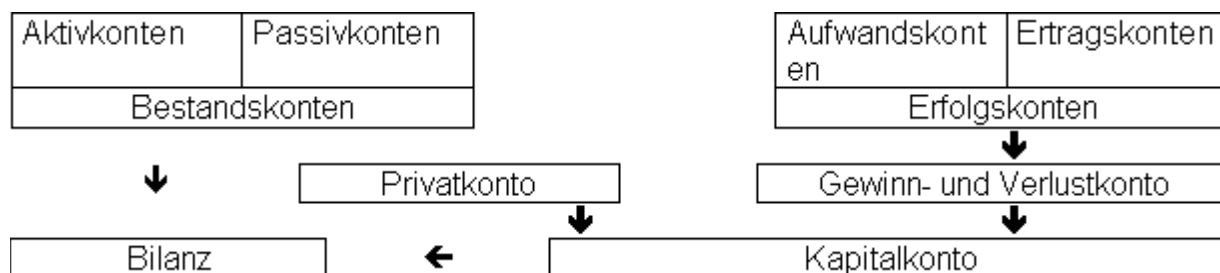 Aktivkonten
Passivkonten
Bestandskonten
Aufwandskont
en
Ertragskonten
Erfolgskonten
Privatkonto
Gewinn- und Verlustkonto
Bilanz
Kapitalkonto